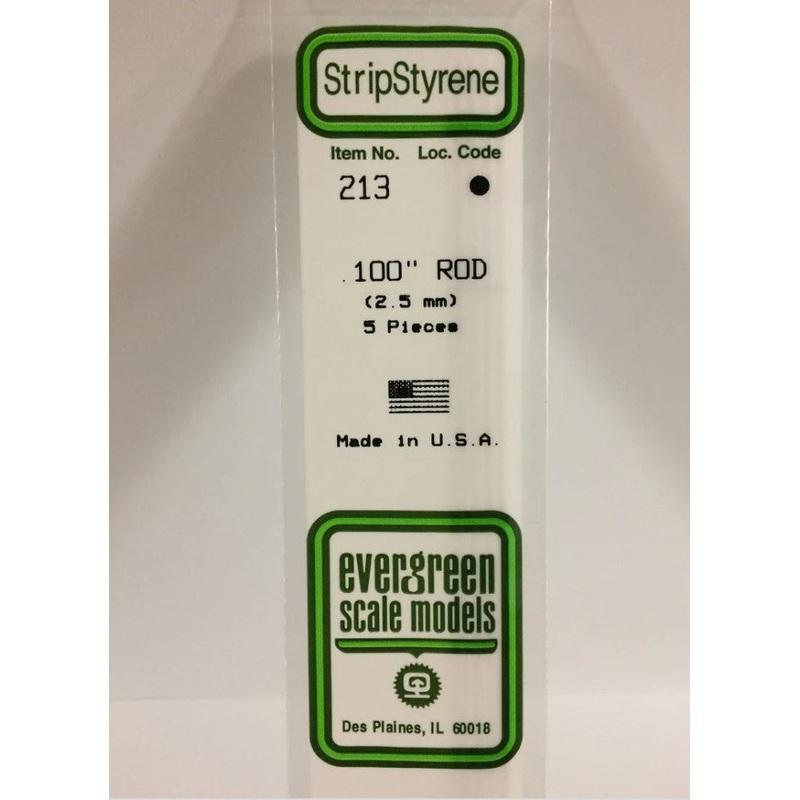 StripStyrene
Item No. Loc. Code
213 ●
.100" ROD
(2.5 mm)
5 Pieces
Made in U.S.A.
evergreen
scale models
Des Plaines, IL 60018